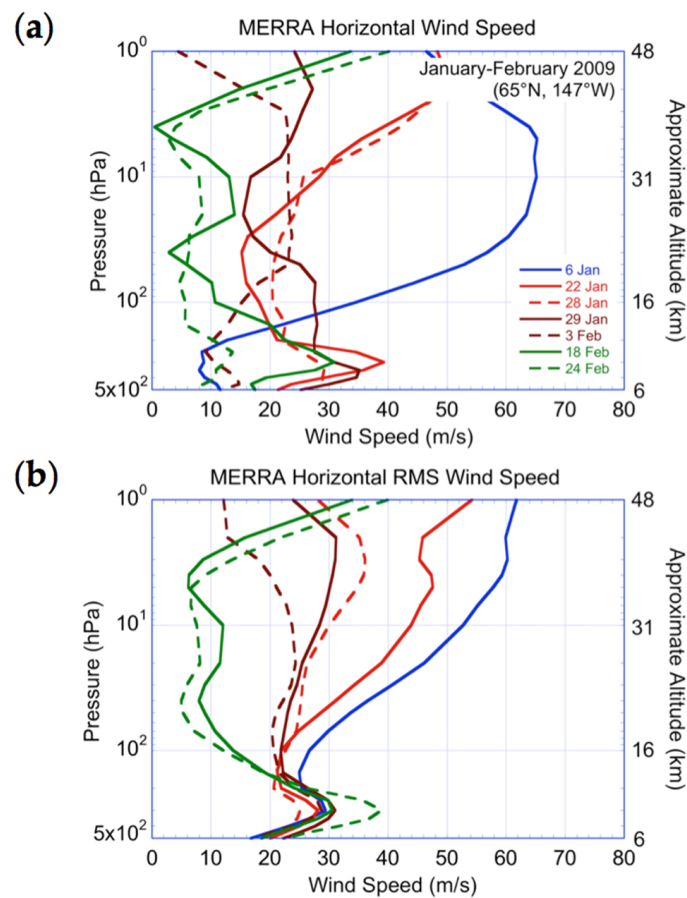 (a)
MERRA Horizontal Wind Speed
10⁰
48
January-February 2009
(65°N, 147°W)
10¹
31
Pressure (hPa)
Approximate Altitude (km)
6 Jan
22 Jan
28 Jan
29 Jan
3 Feb
18 Feb
24 Feb
10²
16
5x10²
6
0 10 20 30 40 50 60 70 80
Wind Speed (m/s)
(b)
MERRA Horizontal RMS Wind Speed
10⁰
48
10¹
31
Pressure (hPa)
Approximate Altitude (km)
10²
16
5x10²
6
0 10 20 30 40 50 60 70 80
Wind Speed (m/s)